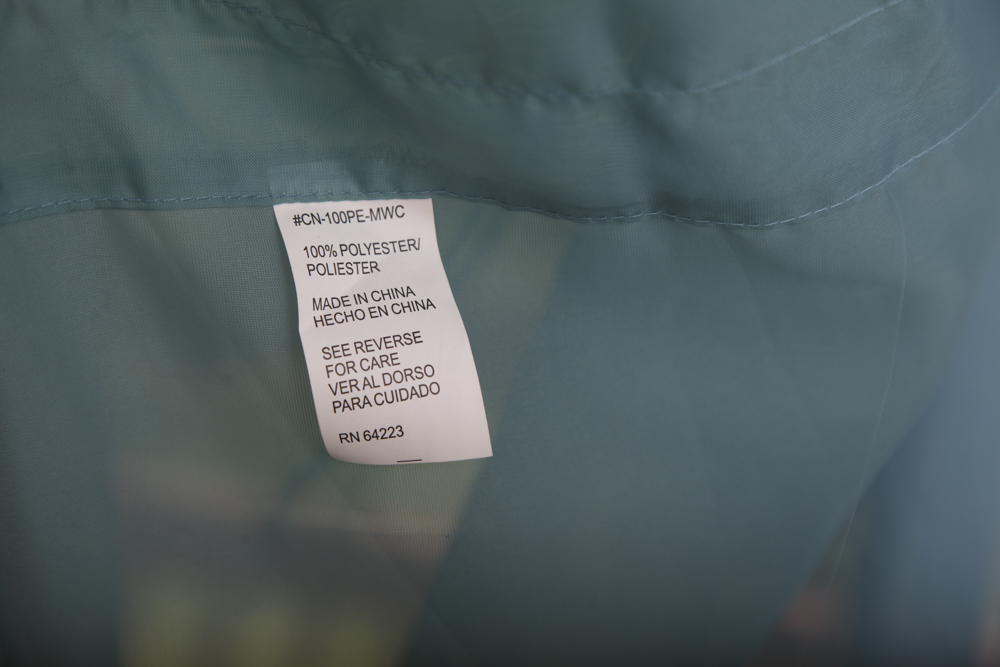 #CN-100PE-MWC
100% POLYESTER/
POLIESTER
MADE IN CHINA
HECHO EN CHINA
SEE REVERSE
FOR CARE
VER AL DORSO
PARA CUIDADO
RN 64223